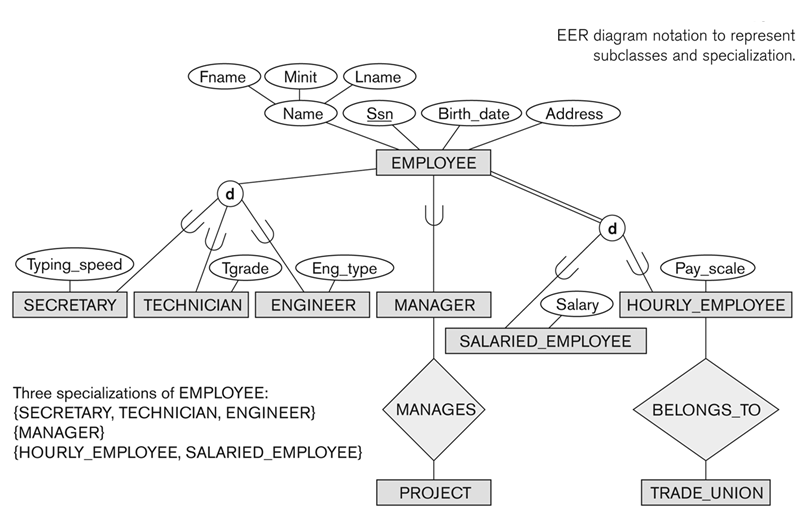 EER diagram notation to represent
subclasses and specialization.
Fname
Minit
Lname
Name
Ssn
Birth_date
Address
EMPLOYEE
d
d
Typing_speed
Tgrade
Eng_type
Pay_scale
SECRETARY
TECHNICIAN
ENGINEER
MANAGER
Salary
HOURLY_EMPLOYEE
SALARIED_EMPLOYEE
Three specializations of EMPLOYEE:
{SECRETARY, TECHNICIAN, ENGINEER}
{MANAGER}
{HOURLY_EMPLOYEE, SALARIED_EMPLOYEE}
MANAGES
BELONGS_TO
PROJECT
TRADE_UNION